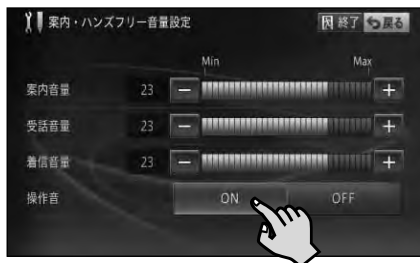 案内・ハンズフリー音量設定 終了 戻る
Min Max
案内音量 23 − +
受話音量 23 − +
着信音量 23 − +
操作音 ON OFF